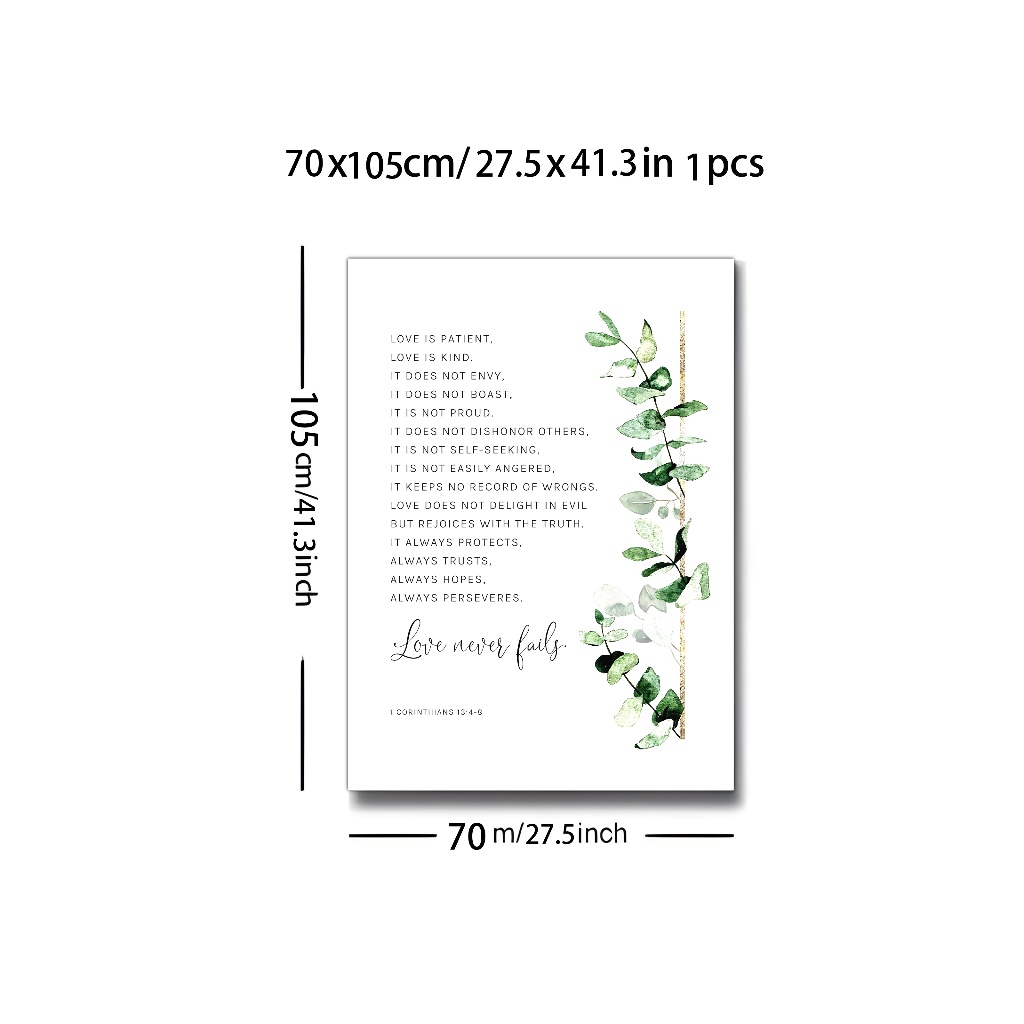 70x105cm/27.5x41.3in 1pcs
LOVE IS PATIENT,
LOVE IS KIND.
IT DOES NOT ENVY,
IT DOES NOT BOAST,
IT IS NOT PROUD.
IT DOES NOT DISHONOR OTHERS,
IT IS NOT SELF-SEEKING,
IT IS NOT EASILY ANGERED,
IT KEEPS NO RECORD OF WRONGS.
LOVE DOES NOT DELIGHT IN EVIL
BUT REJOICES WITH THE TRUTH.
IT ALWAYS PROTECTS,
ALWAYS TRUSTS,
ALWAYS HOPES,
ALWAYS PERSEVERES.
Love never fails.
1 CORINTHIANS 13:4-8
105cm/41.3inch
70 m/27.5inch